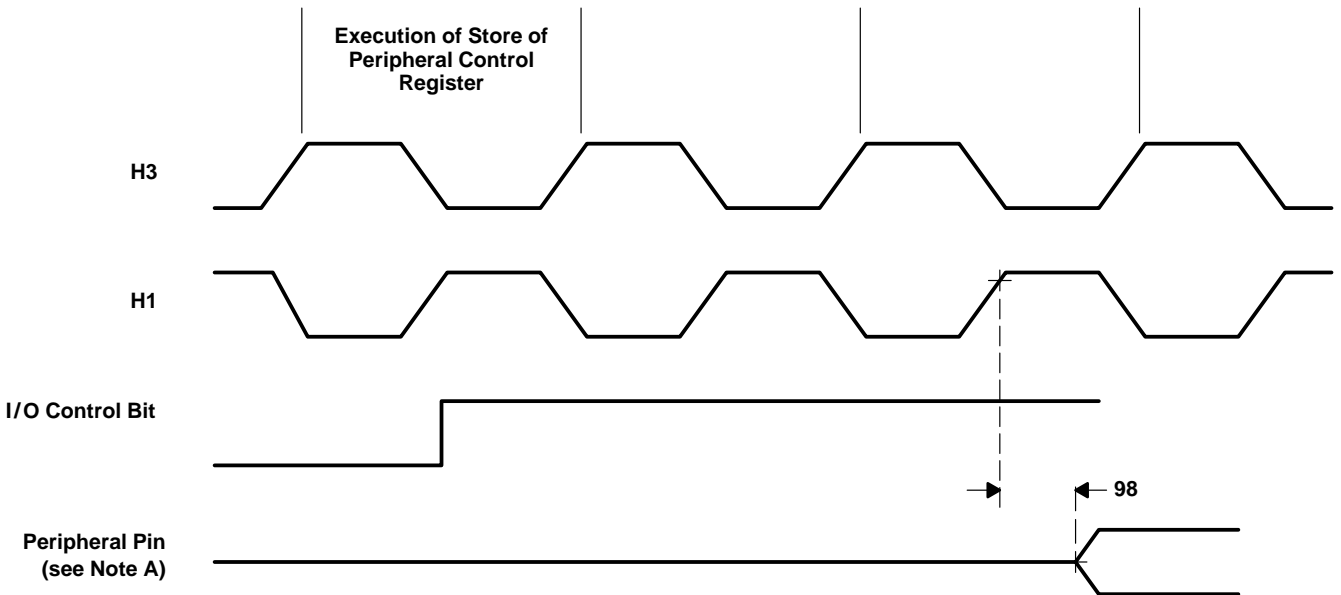 Execution of Store of
Peripheral Control
Register
H3
H1
I/O Control Bit
98
Peripheral Pin
(see Note A)